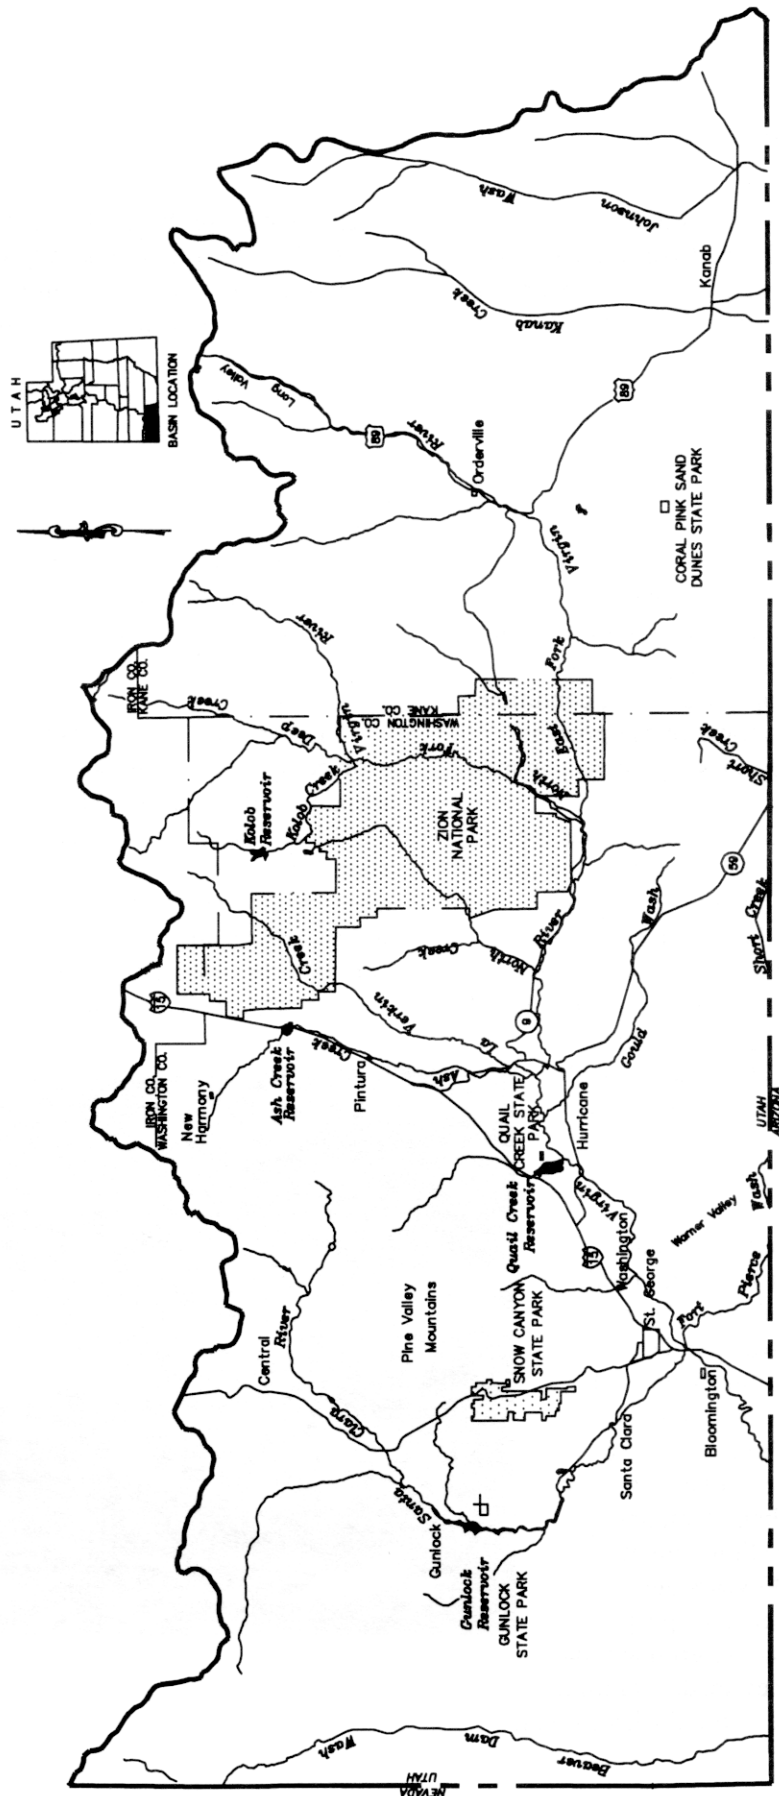 UTAH
BASIN LOCATION
Long
Valley
89
River
Orderville
89
Virgin
CORAL PINK SAND
DUNES STATE PARK
Wash
Johnson
Creek
Kanab
Kanab
IRON CO.
KANE CO.
WASHINGTON CO.
KANE CO.
River
Virgin
Fork
North
Deep
Creek
Kolob
Reservoir
Kolob Creek
ZION
NATIONAL
PARK
East
Fork
Short
Creek
59
Short Creek
Wash
Gould
River
North
Creek
La
Verkin
Creek
9
15
IRON CO.
WASHINGTON CO.
New
Harmony
Ash Creek
Reservoir
Pintura
Ash
Creek
QUAIL
CREEK STATE
PARK
Hurricane
Quail Creek
Reservoir
Virgin
15
Washington
St. George
Warner Valley
Fort
Pierce
Wash
UTAH
ARIZONA
Central
River
Clara
Santa
Pine Valley
Mountains
SNOW CANYON
STATE PARK
Santa Clara
Bloomington
Gunlock
Gunlock
Reservoir
GUNLOCK
STATE PARK
Beaver
Dam
Wash
NEVADA
UTAH